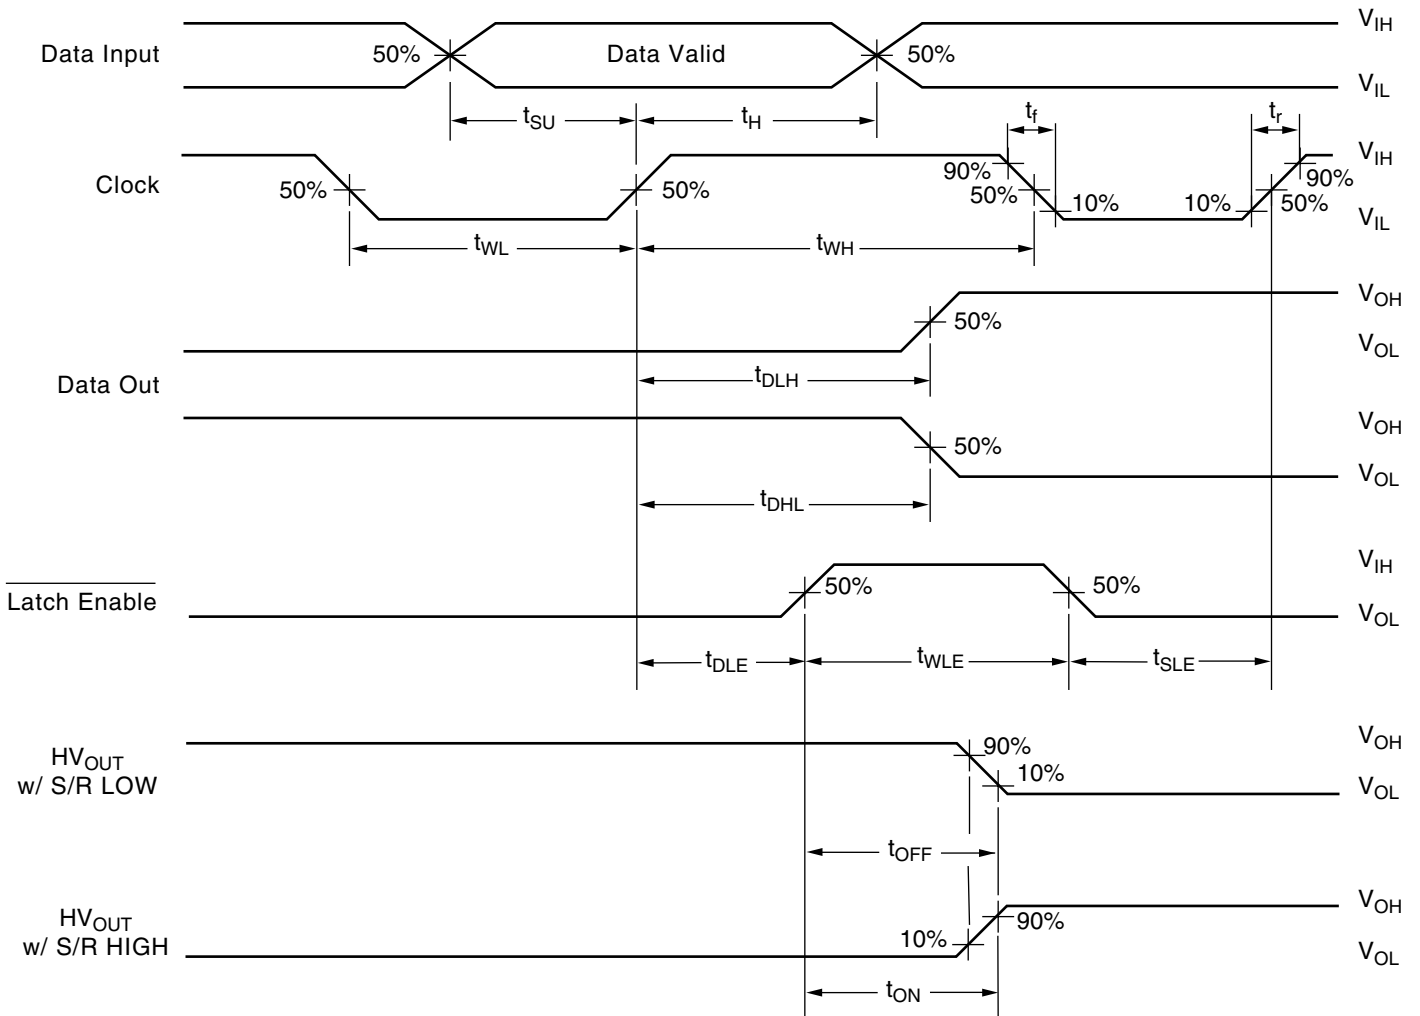 V_IH
Data Input 50% Data Valid 50%
V_IL
t_SU t_H t_f t_r
V_IH
Clock 50% 50% 90% 50% 10% 10% 50% 90%
V_IL
t_WL t_WH
V_OH
50%
V_OL
t_DLH
Data Out
V_OH
50%
V_OL
t_DHL
V_IH
Latch Enable 50% 50%
V_OL
t_DLE t_WLE t_SLE
V_OH
HV_OUT 90%
w/ S/R LOW 10%
V_OL
t_OFF
V_OH
HV_OUT 90%
w/ S/R HIGH 10%
V_OL
t_ON